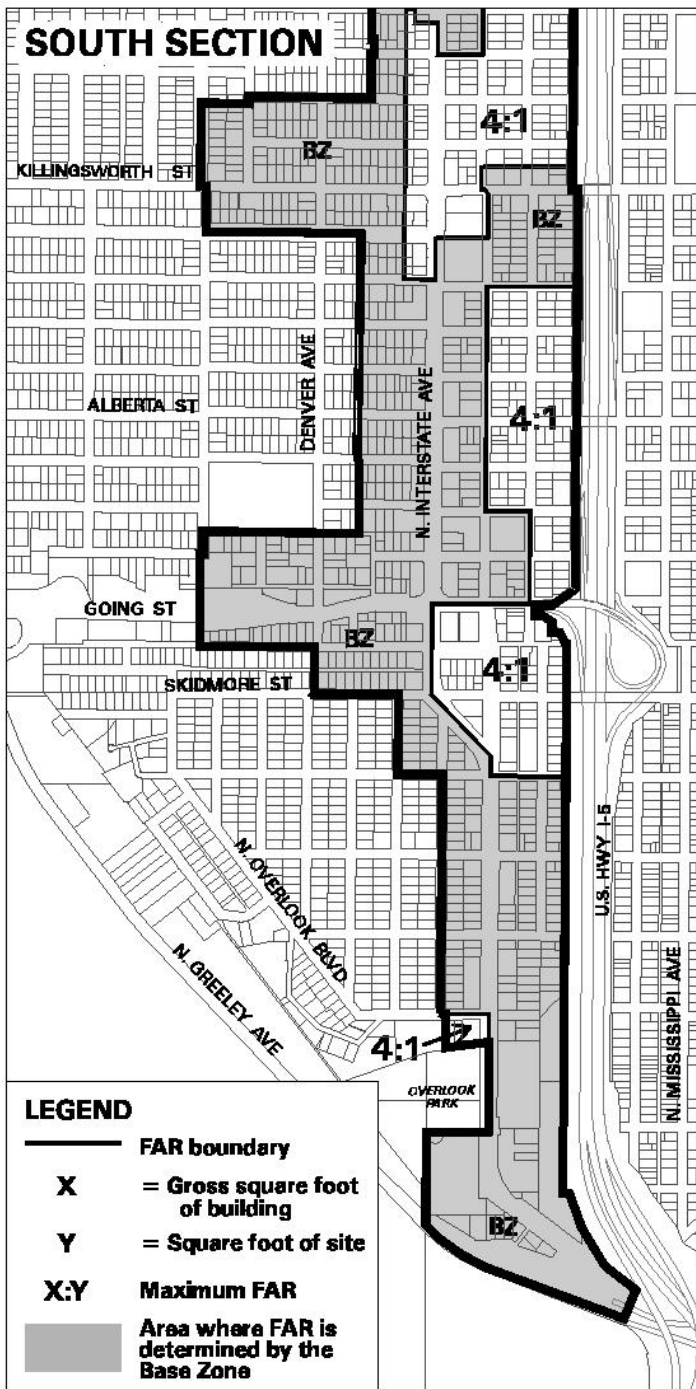 SOUTH SECTION
4:1
BZ
KILLINGSWORTH ST
BZ
DENVER AVE
N. INTERSTATE AVE
ALBERTA ST
4:1
GOING ST
BZ
4:1
SKIDMORE ST
U.S. HWY I-5
N. OVERLOOK BLVD
N. GREELEY AVE
N. MISSISSIPPI AVE
4:1
OVERLOOK
PARK
BZ
LEGEND
FAR boundary
X = Gross square foot
of building
Y = Square foot of site
X:Y Maximum FAR
Area where FAR is
determined by the
Base Zone